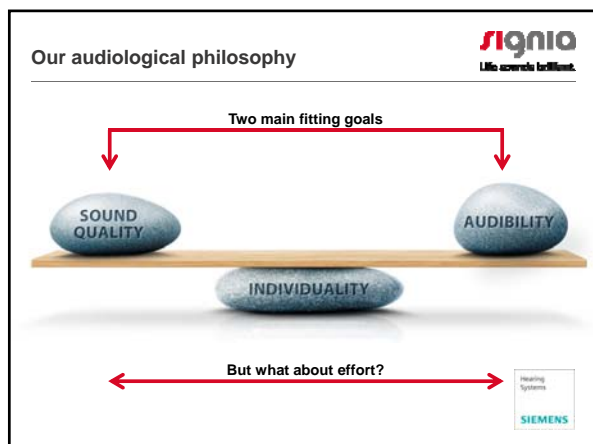 Our audiological philosophy
signia
Life sounds brilliant.
Two main fitting goals
SOUND
QUALITY
AUDIBILITY
INDIVIDUALITY
But what about effort?
Hearing
Systems
SIEMENS